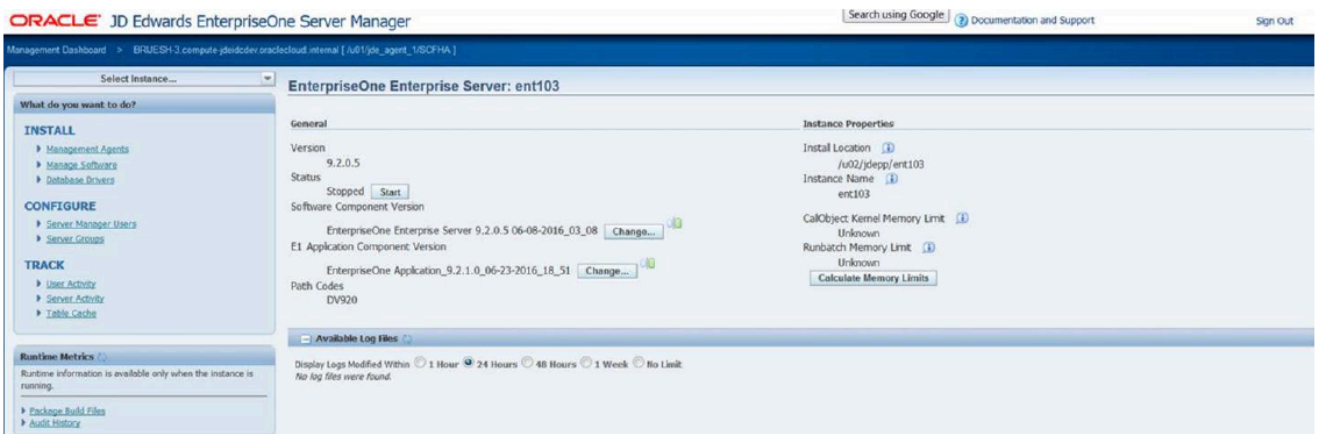 ORACLE JD Edwards EnterpriseOne Server Manager
Search using Google
Documentation and Support
Sign Out
Management Dashboard > BRIJESH-3.compute-jdeidcdev.oraclecloud.internal [ /u01/jde_agent_1/SCFHA ]
Select Instance...
What do you want to do?
INSTALL
Management Agents
Manage Software
Database Drivers
CONFIGURE
Server Manager Users
Server Groups
TRACK
User Activity
Server Activity
Table Cache
Runtime Metrics
Runtime information is available only when the instance is
running.
Package Build Files
Audit History
EnterpriseOne Enterprise Server: ent103
General
Version
9.2.0.5
Status
Stopped Start
Software Component Version
EnterpriseOne Enterprise Server 9.2.0.5 06-08-2016_03_08 Change...
E1 Application Component Version
EnterpriseOne Application_9.2.1.0_06-23-2016_18_51 Change...
Path Codes
DV920
Instance Properties
Install Location
/u02/jdepp/ent103
Instance Name
ent103
CallObject Kernel Memory Limit
Unknown
Runbatch Memory Limit
Unknown
Calculate Memory Limits
Available Log Files
Display Logs Modified Within 1 Hour 24 Hours 48 Hours 1 Week No Limit
No log files were found.